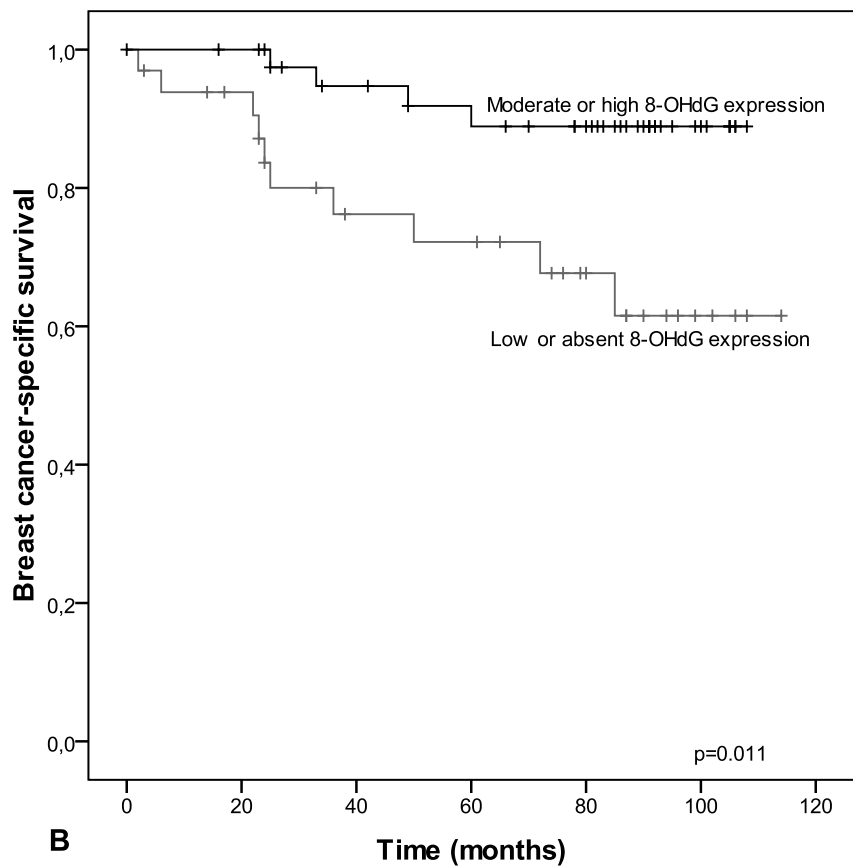 1,0
0,8
0,6
0,4
0,2
0,0
Breast cancer-specific survival
Moderate or high 8-OHdG expression
Low or absent 8-OHdG expression
p=0.011
0 20 40 60 80 100 120
B
Time (months)